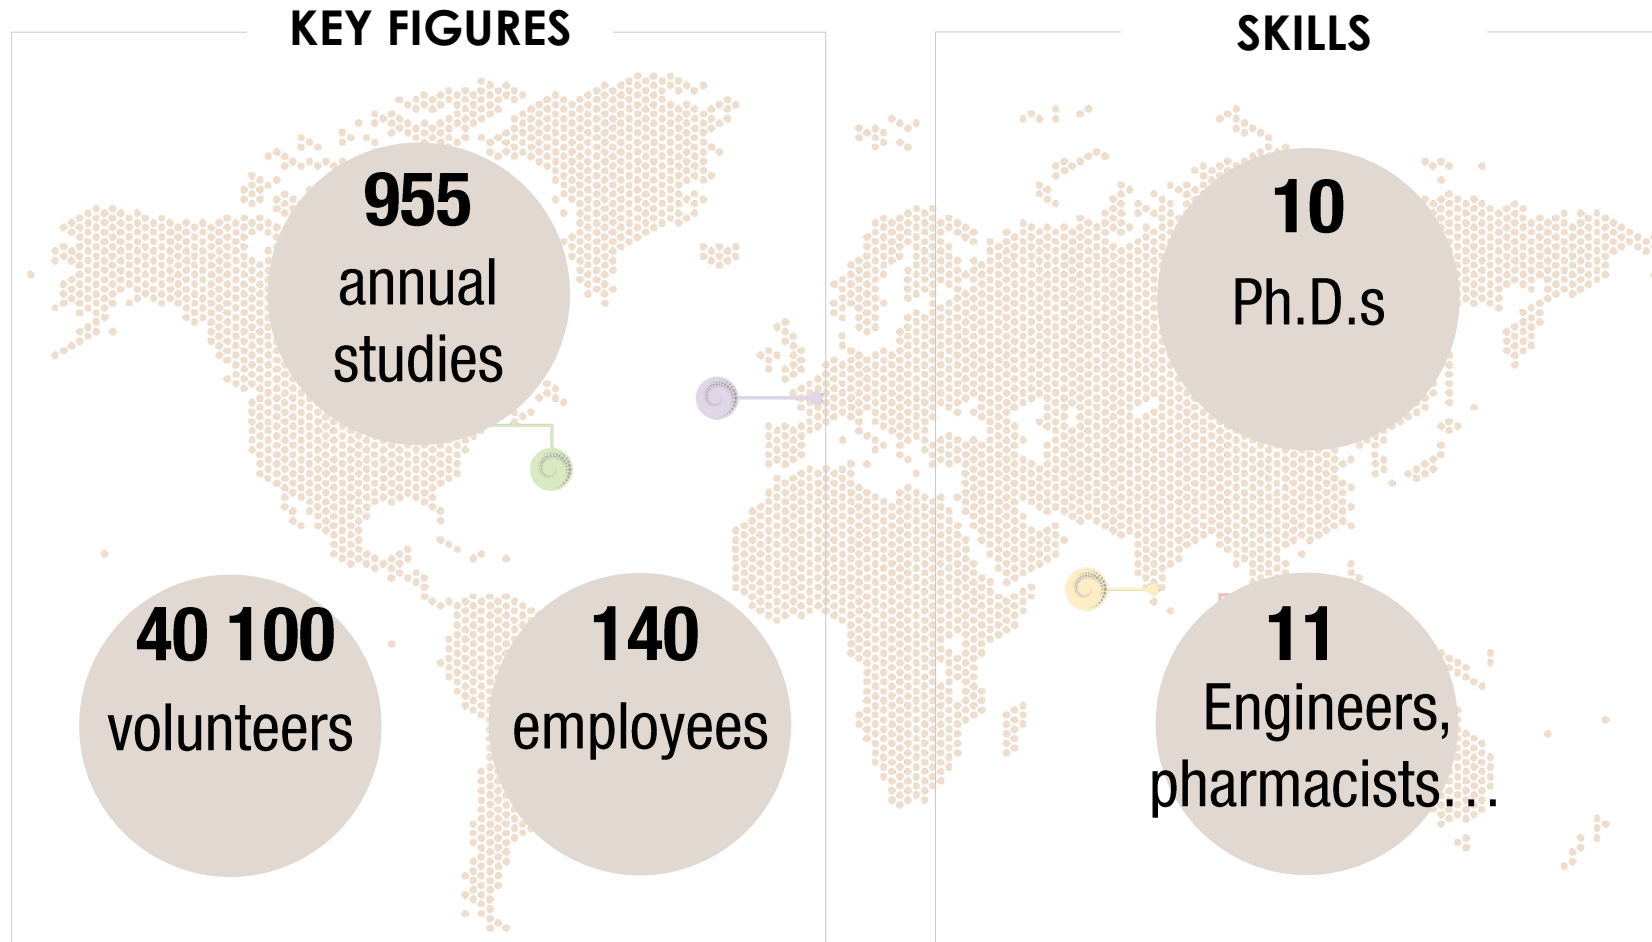 KEY FIGURES
955
annual
studies
40 100
volunteers
140
employees
SKILLS
10
Ph.D.s
11
Engineers,
pharmacists...